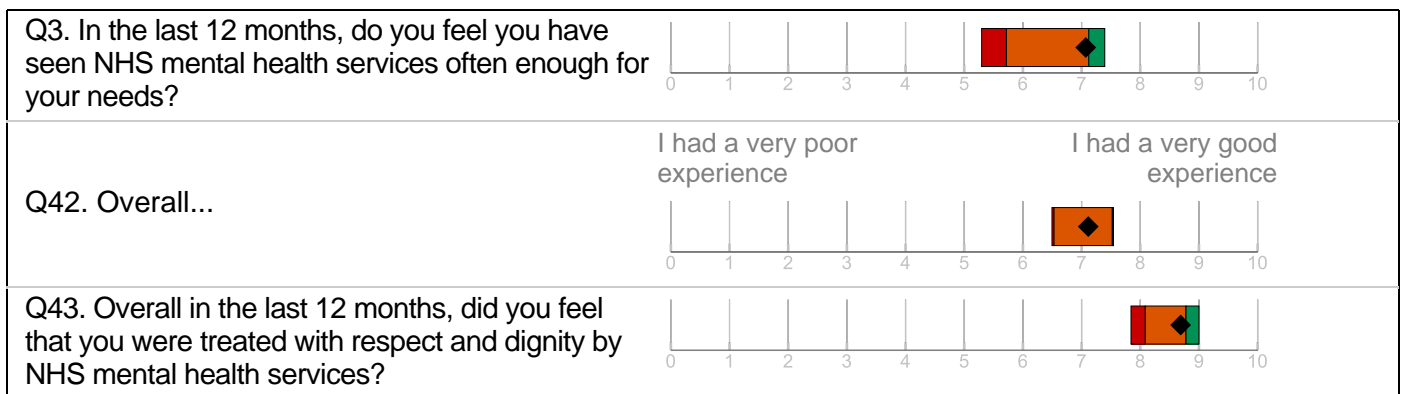 Q3. In the last 12 months, do you feel you have
seen NHS mental health services often enough for
your needs?
0 1 2 3 4 5 6 7 8 9 10
I had a very poor
experience
I had a very good
experience
Q42. Overall...
0 1 2 3 4 5 6 7 8 9 10
Q43. Overall in the last 12 months, did you feel
that you were treated with respect and dignity by
NHS mental health services?
0 1 2 3 4 5 6 7 8 9 10